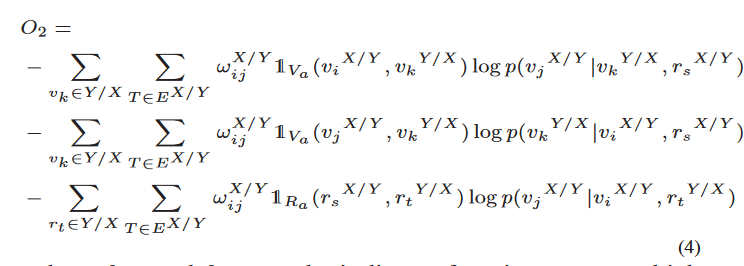 O₂ =
− ∑_{v_k∈Y/X} ∑_{T∈E^{X/Y}} ω_{ij}^{X/Y} 𝟙_{V_a}(v_i^{X/Y}, v_k^{Y/X}) log p(v_j^{X/Y}|v_k^{Y/X}, r_s^{X/Y})
− ∑_{v_k∈Y/X} ∑_{T∈E^{X/Y}} ω_{ij}^{X/Y} 𝟙_{V_a}(v_j^{X/Y}, v_k^{Y/X}) log p(v_k^{Y/X}|v_i^{X/Y}, r_s^{X/Y})
− ∑_{r_t∈Y/X} ∑_{T∈E^{X/Y}} ω_{ij}^{X/Y} 𝟙_{R_a}(r_s^{X/Y}, r_t^{Y/X}) log p(v_j^{X/Y}|v_i^{X/Y}, r_t^{Y/X})
(4)